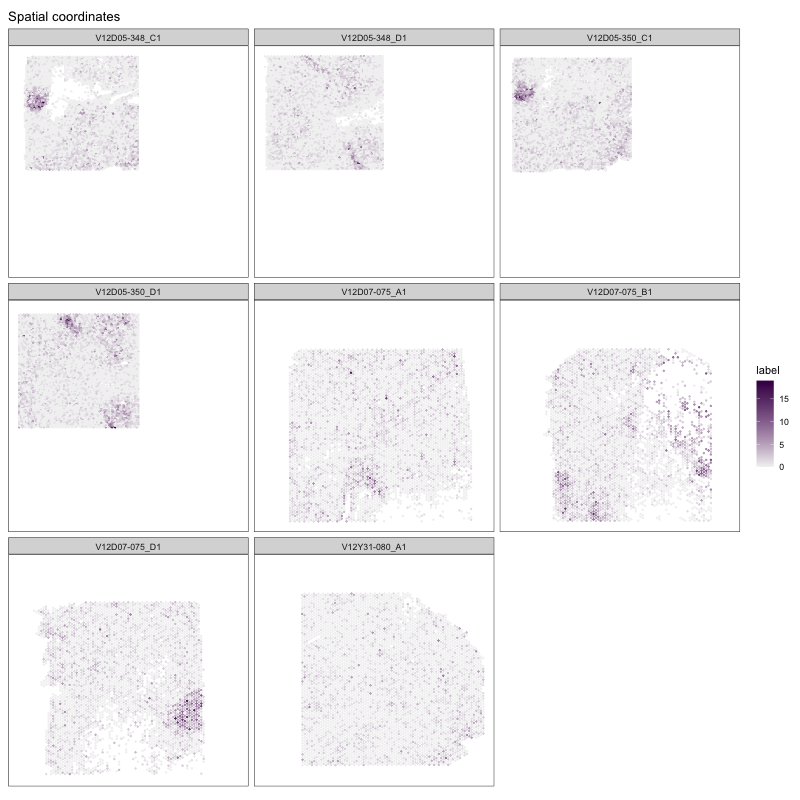 Spatial coordinates
V12D05-348_C1
V12D05-348_D1
V12D05-350_C1
V12D05-350_D1
V12D07-075_A1
V12D07-075_B1
label
15
10
5
0
V12D07-075_D1
V12Y31-080_A1